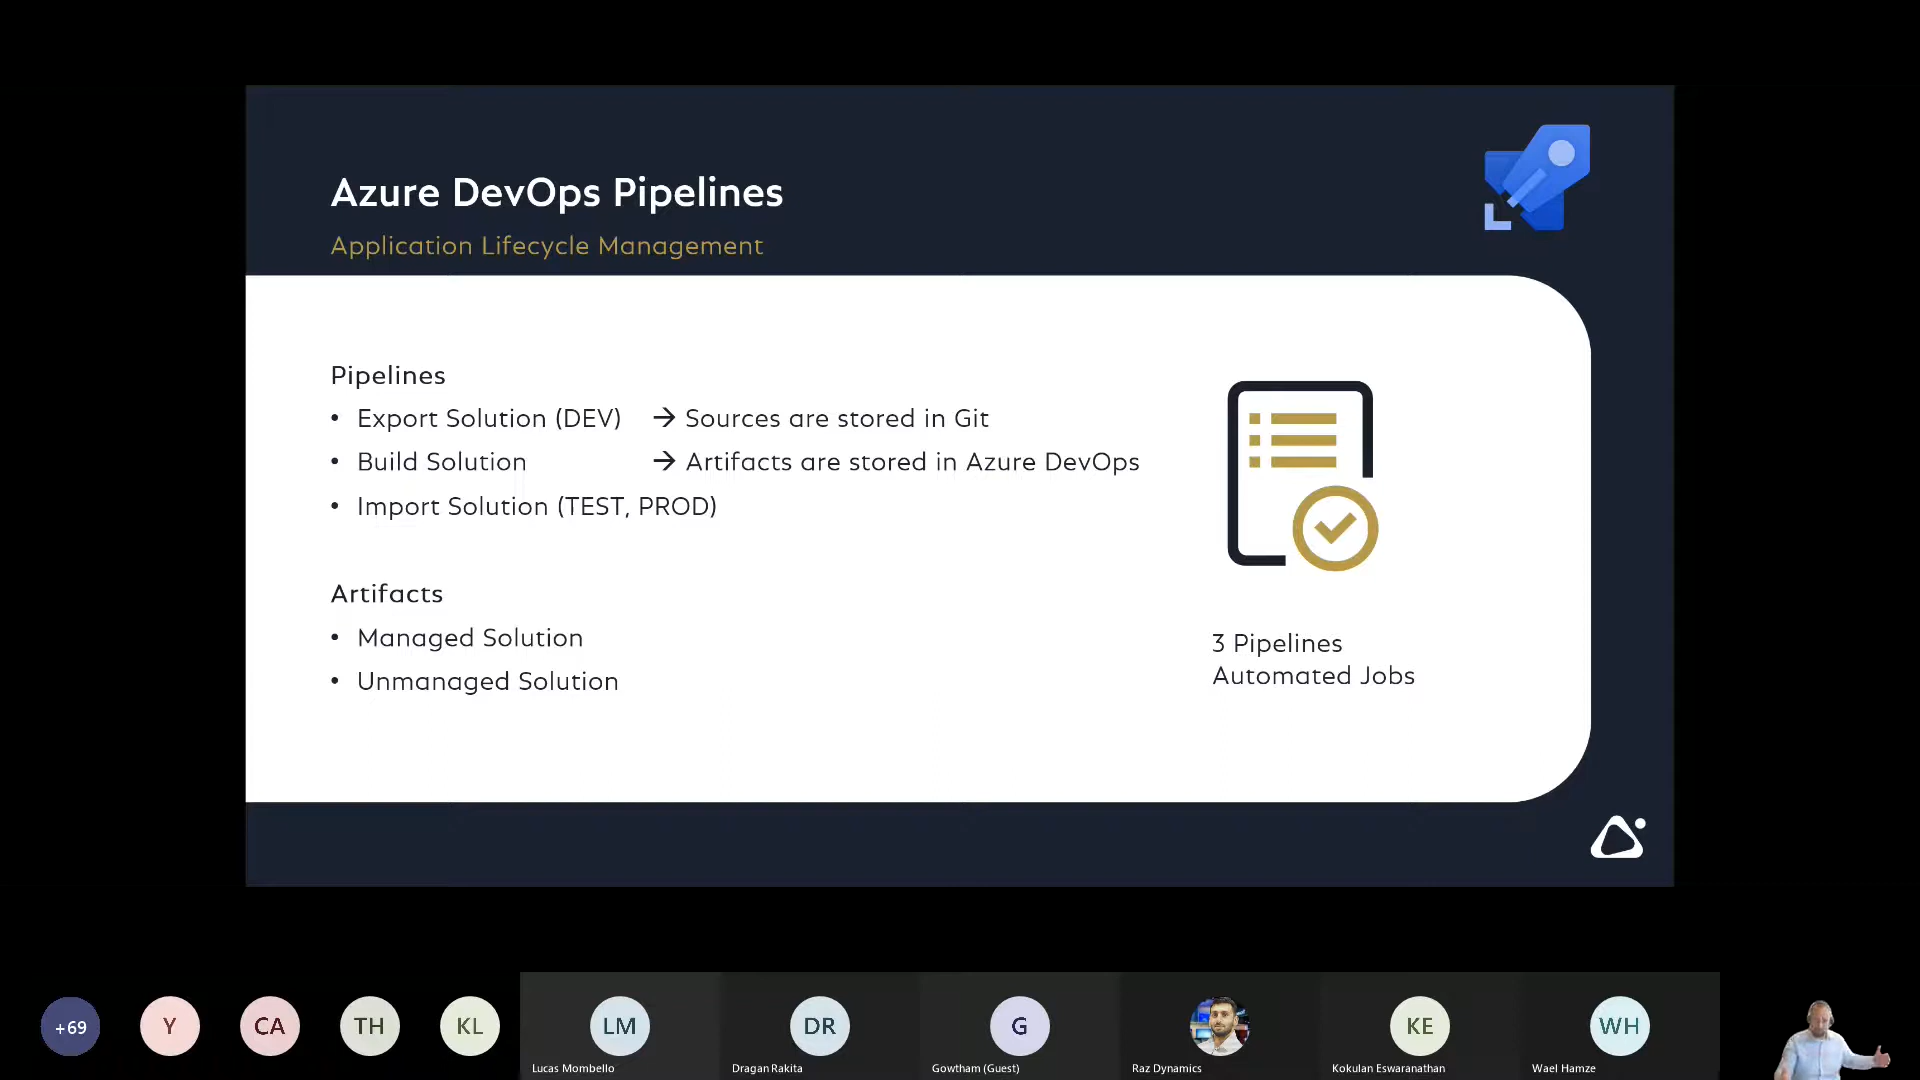 Azure DevOps Pipelines
Application Lifecycle Management
Pipelines
• Export Solution (DEV) → Sources are stored in Git
• Build Solution → Artifacts are stored in Azure DevOps
• Import Solution (TEST, PROD)
Artifacts
• Managed Solution
• Unmanaged Solution
3 Pipelines
Automated Jobs
+69
Y
CA
TH
KL
LM
DR
G
KE
WH
Lucas Mombello
Dragan Rakita
Gowtham (Guest)
Raz Dynamics
Kokulan Eswaranathan
Wael Hamze